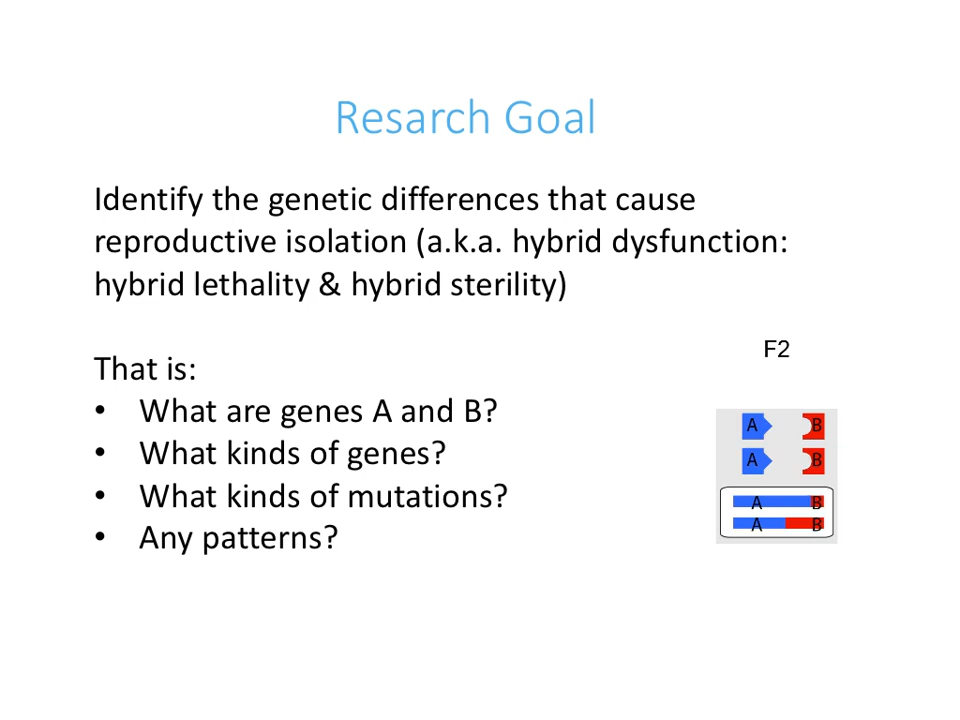 Resarch Goal
Identify the genetic differences that cause
reproductive isolation (a.k.a. hybrid dysfunction:
hybrid lethality & hybrid sterility)
That is:
• What are genes A and B?
• What kinds of genes?
• What kinds of mutations?
• Any patterns?
F2
A B
A B
A B
A B